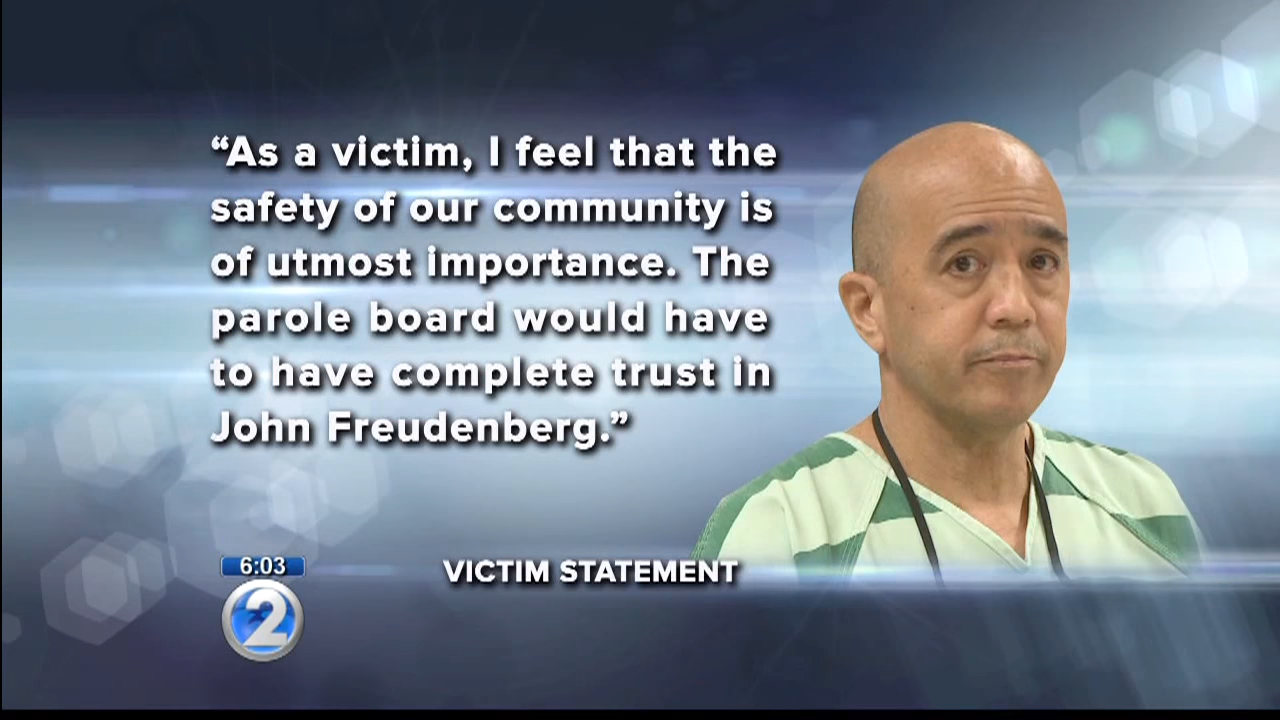 “As a victim, I feel that the
safety of our community is
of utmost importance. The
parole board would have
to have complete trust in
John Freudenberg.”
VICTIM STATEMENT
6:03
2